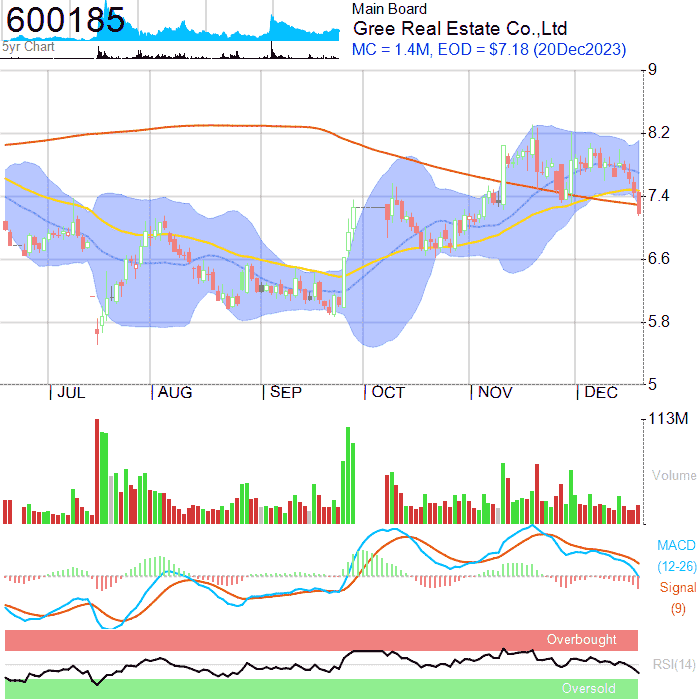 600185
5yr Chart
Main Board
Gree Real Estate Co.,Ltd
MC = 1.4M, EOD = $7.18 (20Dec2023)
9
8.2
7.4
6.6
5.8
5
JUL AUG SEP OCT NOV DEC
113M
Volume
MACD
(12-26)
Signal
(9)
Overbought
RSI(14)
Oversold